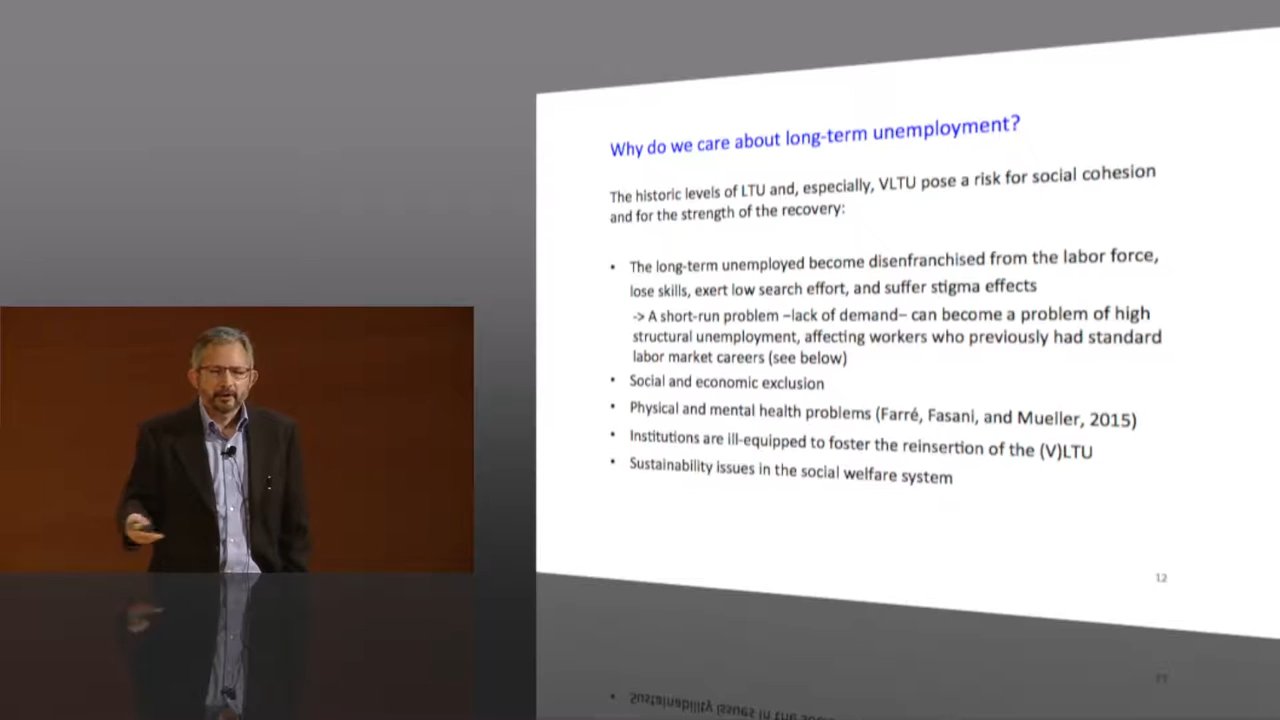 Why do we care about long-term unemployment?
The historic levels of LTU and, especially, VLTU pose a risk for social cohesion
and for the strength of the recovery:
• The long-term unemployed become disenfranchised from the labor force,
lose skills, exert low search effort, and suffer stigma effects
-> A short-run problem –lack of demand– can become a problem of high
structural unemployment, affecting workers who previously had standard
labor market careers (see below)
• Social and economic exclusion
• Physical and mental health problems (Farré, Fasani, and Mueller, 2015)
• Institutions are ill-equipped to foster the reinsertion of the (V)LTU
• Sustainability issues in the social welfare system
12